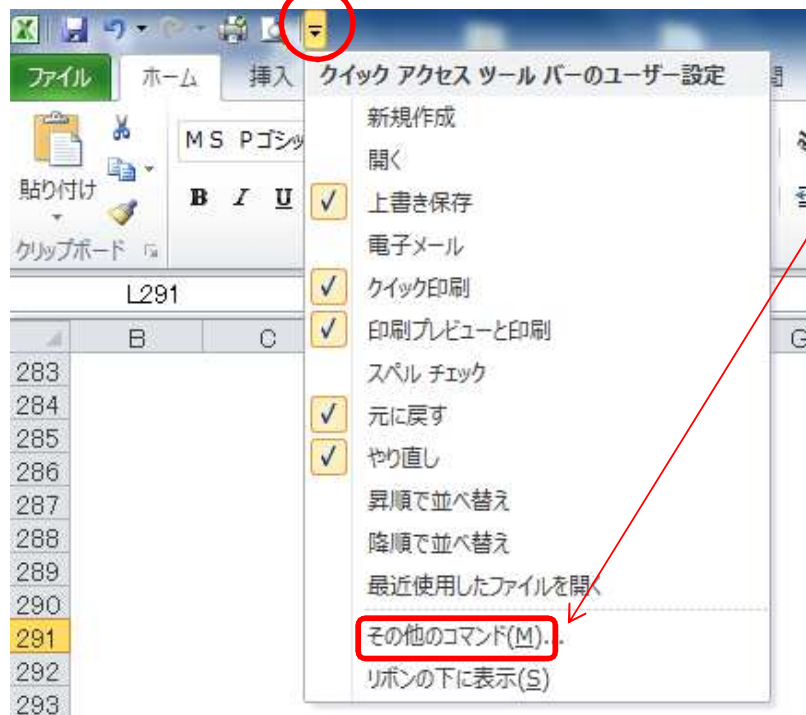 ファイル ホーム 挿入
クイック アクセス ツール バーのユーザー設定
新規作成
開く
上書き保存
電子メール
クイック印刷
印刷プレビューと印刷
スペル チェック
元に戻す
やり直し
昇順で並べ替え
降順で並べ替え
最近使用したファイルを開く
その他のコマンド(M)...
リボンの下に表示(S)
貼り付け
クリップボード
MS Pゴシッ
B I U
L291
B C G
283
284
285
286
287
288
289
290
291
292
293